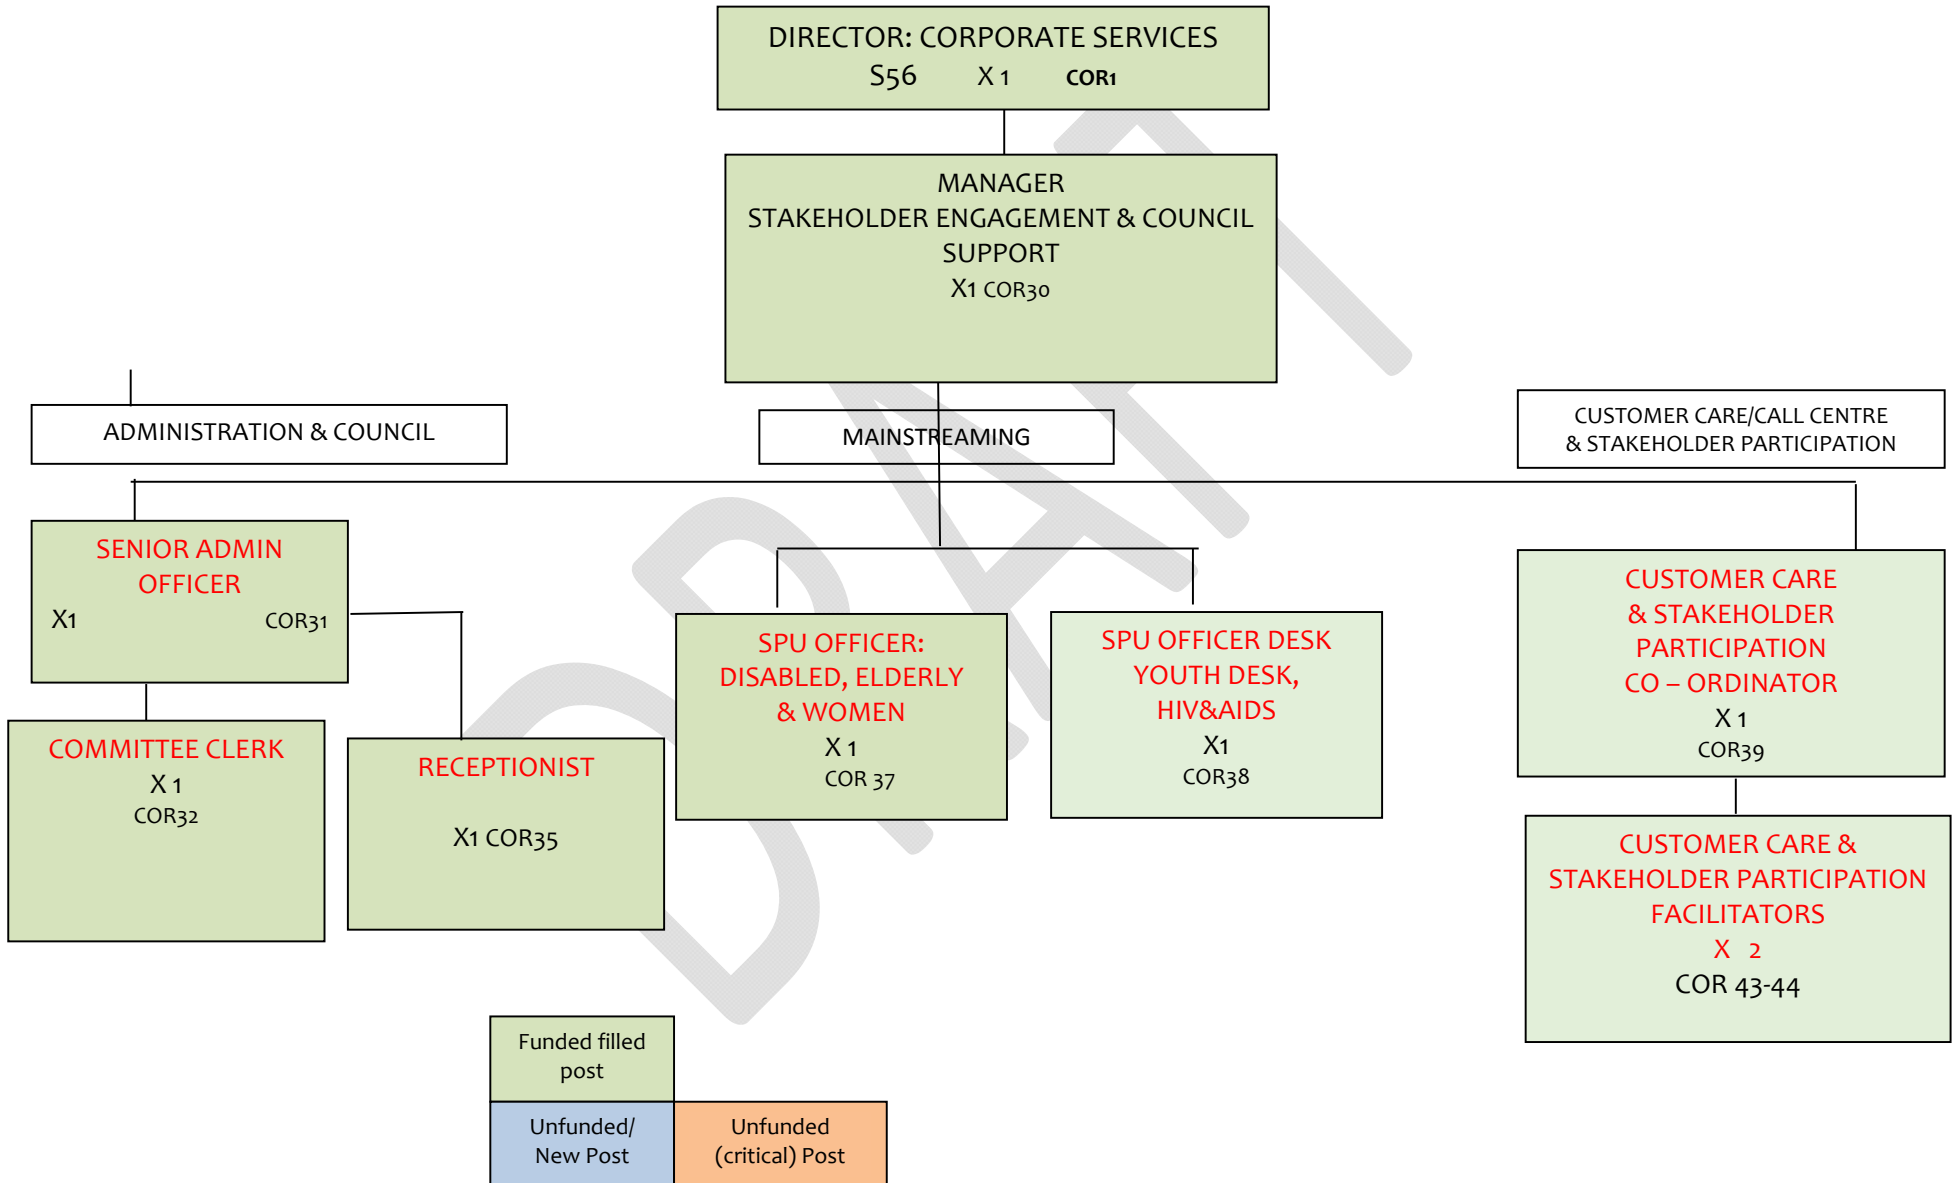 DIRECTOR: CORPORATE SERVICES
S56 X 1 COR1
MANAGER
STAKEHOLDER ENGAGEMENT & COUNCIL
SUPPORT
X1 COR30
ADMINISTRATION & COUNCIL
MAINSTREAMING
CUSTOMER CARE/CALL CENTRE
& STAKEHOLDER PARTICIPATION
SENIOR ADMIN
OFFICER
X1 COR31
COMMITTEE CLERK
X 1
COR32
RECEPTIONIST
X1 COR35
SPU OFFICER:
DISABLED, ELDERLY
& WOMEN
X 1
COR 37
SPU OFFICER DESK
YOUTH DESK,
HIV&AIDS
X1
COR38
CUSTOMER CARE
& STAKEHOLDER
PARTICIPATION
CO – ORDINATOR
X 1
COR39
CUSTOMER CARE &
STAKEHOLDER PARTICIPATION
FACILITATORS
X 2
COR 43-44
Funded filled
post
Unfunded/
New Post
Unfunded
(critical) Post
DRAFT